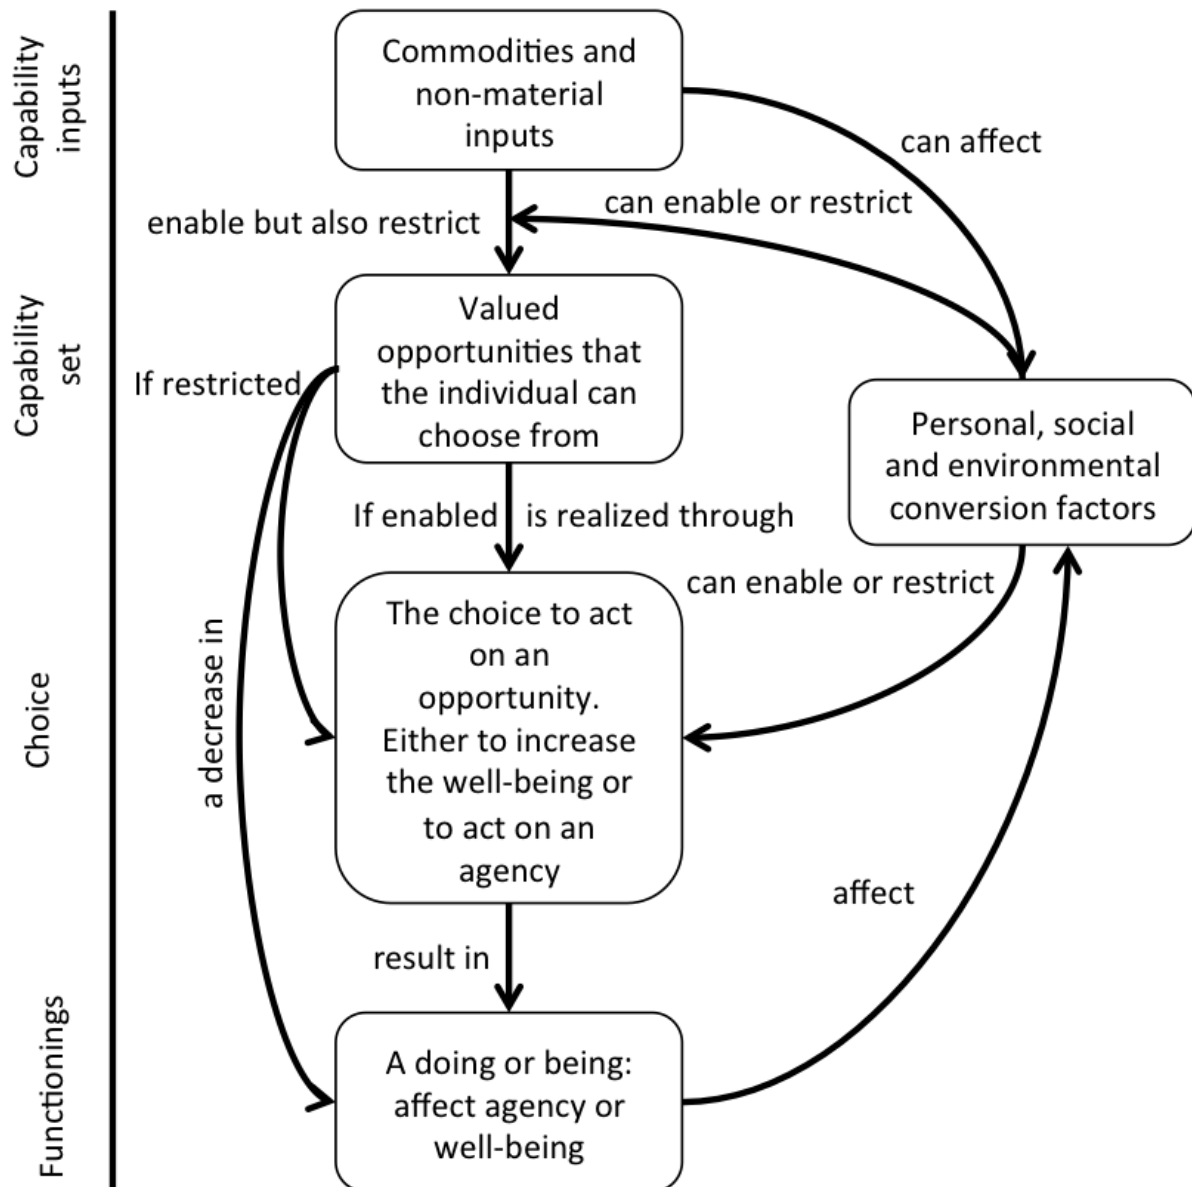 Capability
inputs
Commodities and
non-material
inputs
can affect
can enable or restrict
enable but also restrict
Capability
set
Valued
opportunities that
the individual can
choose from
If restricted
Personal, social
and environmental
conversion factors
If enabled
is realized through
can enable or restrict
Choice
a decrease in
The choice to act
on an
opportunity.
Either to increase
the well-being or
to act on an
agency
affect
result in
Functionings
A doing or being:
affect agency or
well-being